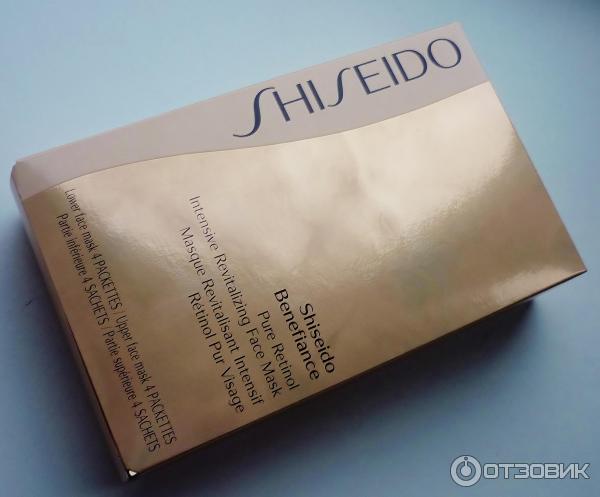 SHISEIDO
Shiseido
Benefiance
Pure Retinol
Intensive Revitalizing Face Mask
Masque Revitalisant Intensif
Rétinol Pur Visage
Lower face mask 4 PACKETTES / Upper face mask 4 PACKETTES
Partie inférieure 4 SACHETS / Partie supérieure 4 SACHETS
ОТЗОВИК